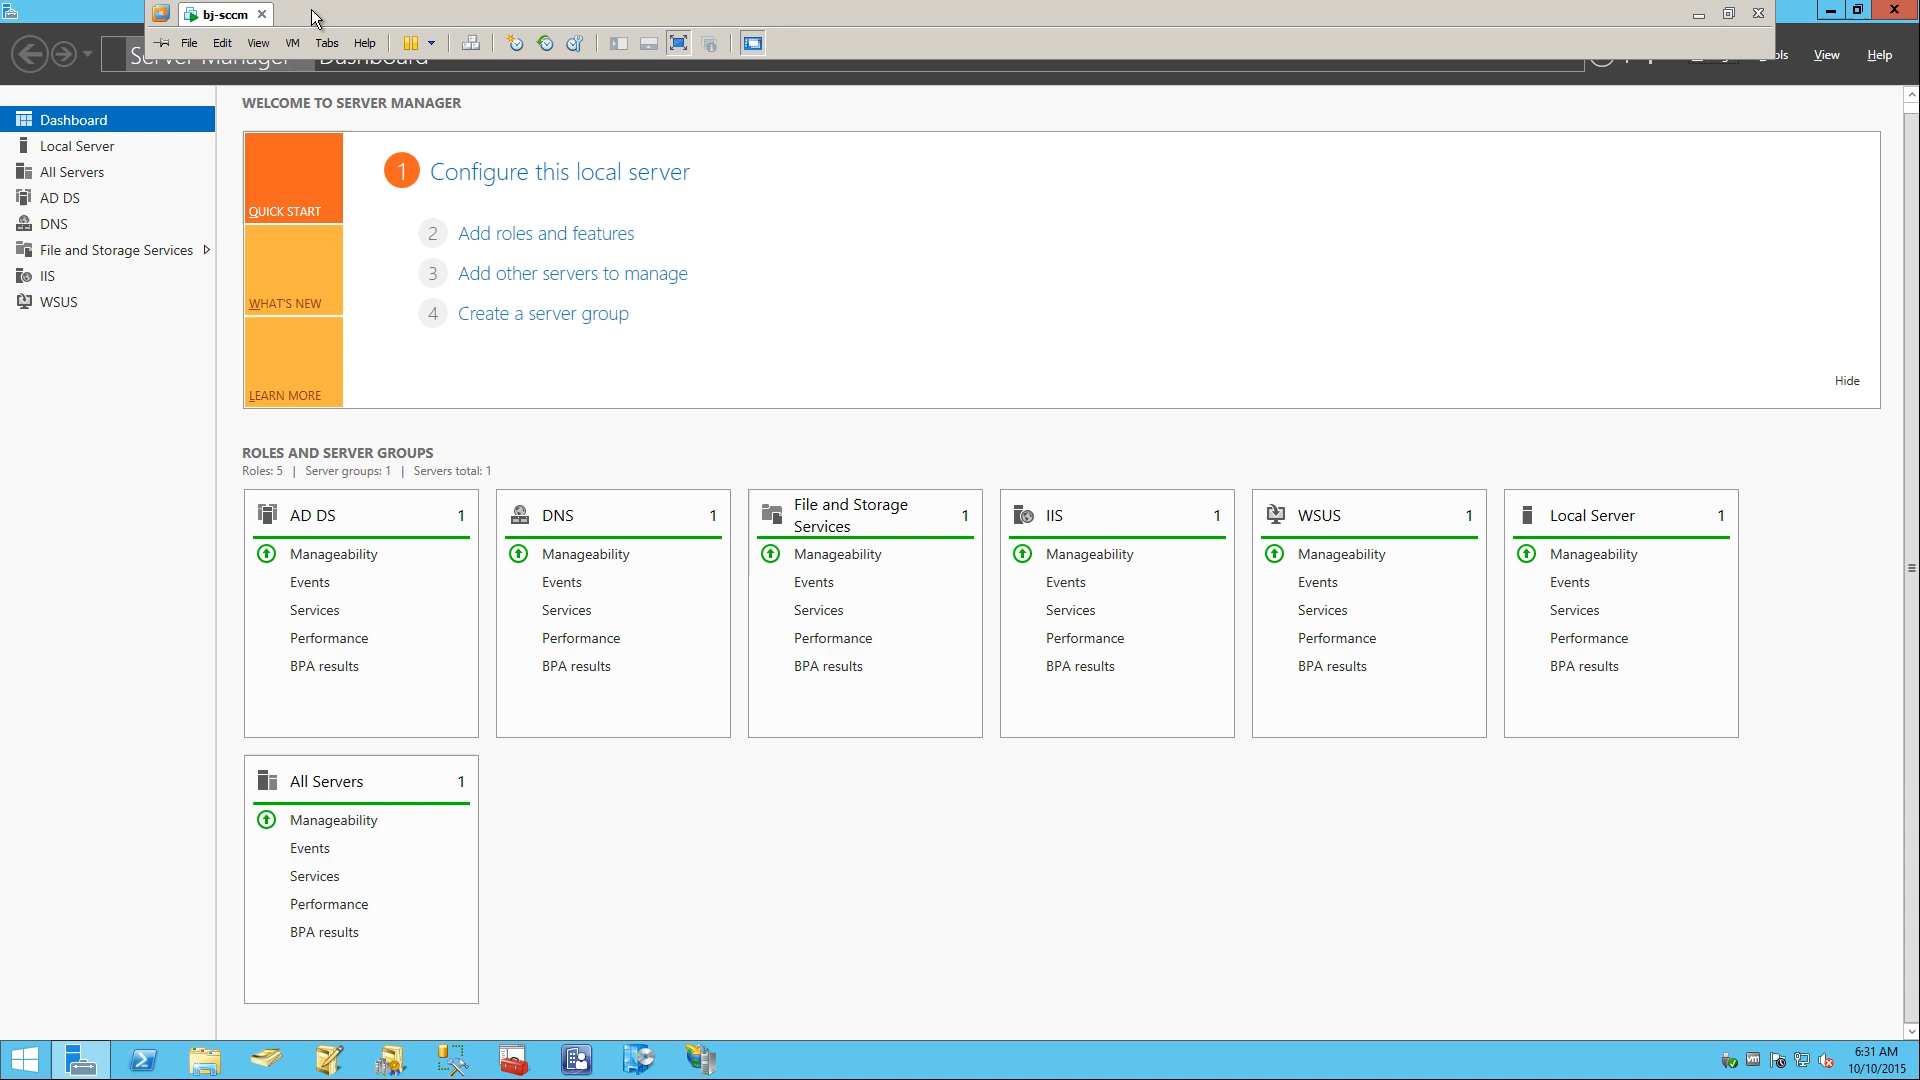 bj-sccm
File Edit View VM Tabs Help
Server Manager Dashboard
View Help
Dashboard
Local Server
All Servers
AD DS
DNS
File and Storage Services
IIS
WSUS
WELCOME TO SERVER MANAGER
QUICK START
WHAT'S NEW
LEARN MORE
1 Configure this local server
2 Add roles and features
3 Add other servers to manage
4 Create a server group
Hide
ROLES AND SERVER GROUPS
Roles: 5 | Server groups: 1 | Servers total: 1
AD DS 1
Manageability
Events
Services
Performance
BPA results
DNS 1
Manageability
Events
Services
Performance
BPA results
File and Storage
Services 1
Manageability
Events
Services
Performance
BPA results
IIS 1
Manageability
Events
Services
Performance
BPA results
WSUS 1
Manageability
Events
Services
Performance
BPA results
Local Server 1
Manageability
Events
Services
Performance
BPA results
All Servers 1
Manageability
Events
Services
Performance
BPA results
6:31 AM
10/10/2015